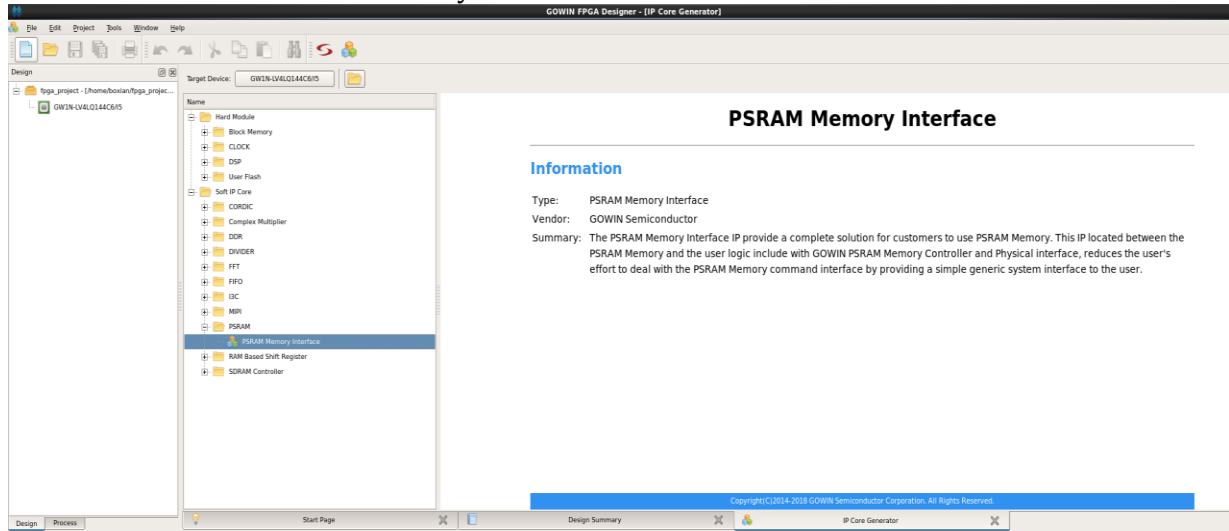 GOWIN FPGA Designer - [IP Core Generator]
File Edit Project Tools Window Help
Design
fpga_project - [/home/boxian/fpga_projec...
GW1N-LV4LQ144C6/I5
Target Device: GW1N-LV4LQ144C6/I5
Name
Hard Module
Block Memory
CLOCK
DSP
User Flash
Soft IP Core
CORDIC
Complex Multiplier
DDR
DIVIDER
FFT
FIFO
I3C
MIPI
PSRAM
PSRAM Memory Interface
RAM Based Shift Register
SDRAM Controller
PSRAM Memory Interface
Information
Type: PSRAM Memory Interface
Vendor: GOWIN Semiconductor
Summary: The PSRAM Memory Interface IP provide a complete solution for customers to use PSRAM Memory. This IP located between the
PSRAM Memory and the user logic include with GOWIN PSRAM Memory Controller and Physical interface, reduces the user's
effort to deal with the PSRAM Memory command interface by providing a simple generic system interface to the user.
Copyright(C)2014-2018 GOWIN Semiconductor Corporation. All Rights Reserved.
Design Process
Start Page
Design Summary
IP Core Generator